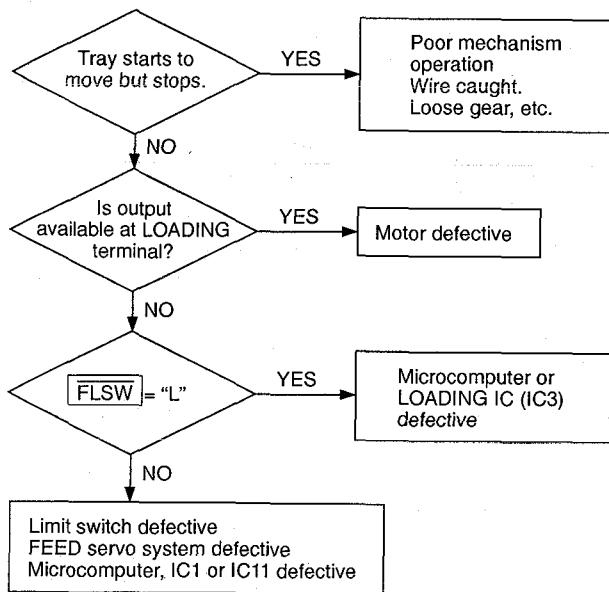 Tray starts to
move but stops.
YES
Poor mechanism
operation
Wire caught.
Loose gear, etc.
NO
Is output
available at LOADING
terminal?
YES
Motor defective
NO
FLSW = “L”
YES
Microcomputer or
LOADING IC (IC3)
defective
NO
Limit switch defective
FEED servo system defective
Microcomputer, IC1 or IC11 defective